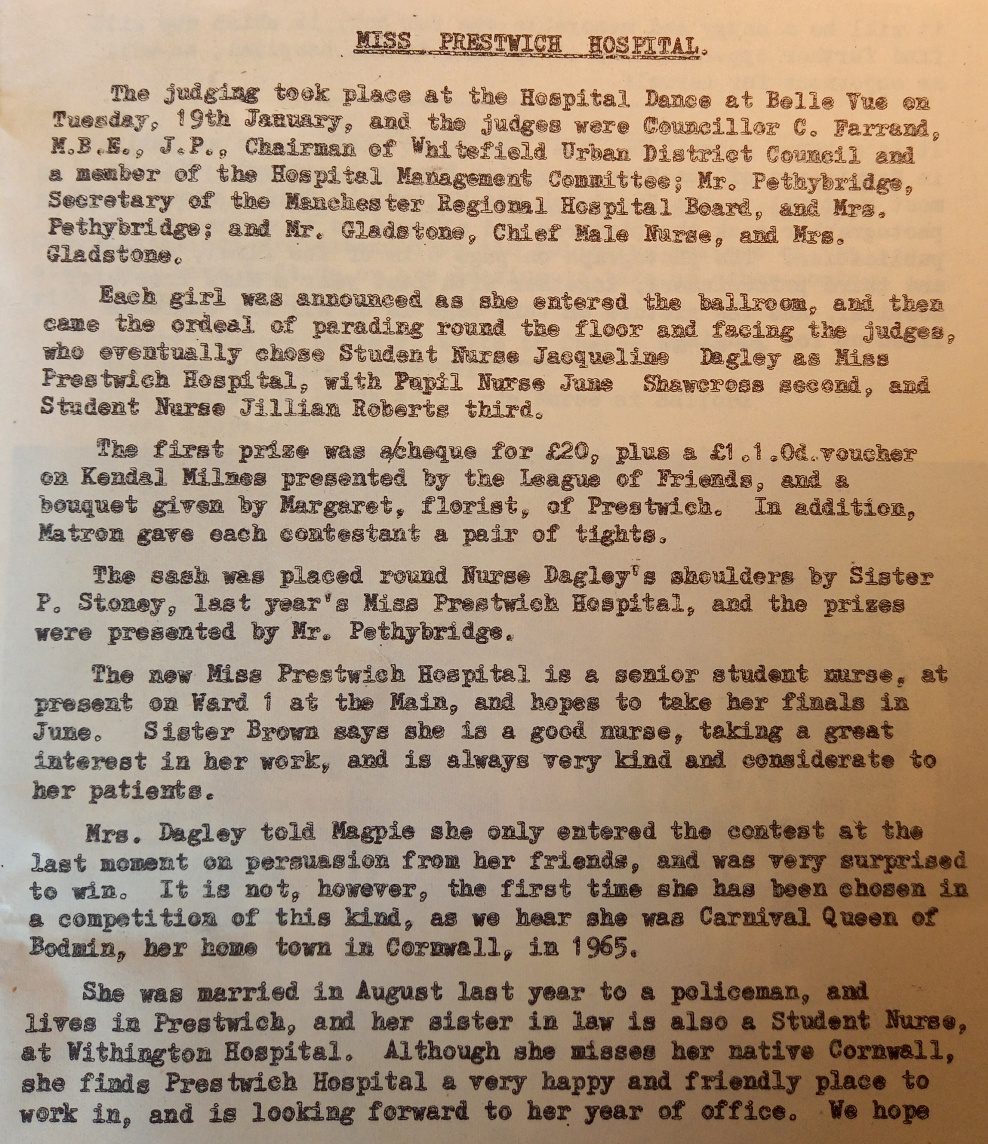 MISS PRESTWICH HOSPITAL.
The judging took place at the Hospital Dance at Belle Vue on
Tuesday, 19th January, and the judges were Councillor C. Farrand,
M.B.E., J.P., Chairman of Whitefield Urban District Council and
a member of the Hospital Management Committee; Mr. Pethybridge,
Secretary of the Manchester Regional Hospital Board, and Mrs.
Pethybridge; and Mr. Gladstone, Chief Male Nurse, and Mrs.
Gladstone.
Each girl was announced as she entered the ballroom, and then
came the ordeal of parading round the floor and facing the judges,
who eventually chose Student Nurse Jacqueline Dagley as Miss
Prestwich Hospital, with Pupil Nurse June Shawcross second, and
Student Nurse Jillian Roberts third.
The first prize was a/cheque for £20, plus a £1.1.0d.voucher
on Kendal Milnes presented by the League of Friends, and a
bouquet given by Margaret, florist, of Prestwich. In addition,
Matron gave each contestant a pair of tights.
The sash was placed round Nurse Dagley's shoulders by Sister
P. Stoney, last year's Miss Prestwich Hospital, and the prizes
were presented by Mr. Pethybridge.
The new Miss Prestwich Hospital is a senior student nurse, at
present on Ward 1 at the Main, and hopes to take her finals in
June. Sister Brown says she is a good nurse, taking a great
interest in her work, and is always very kind and considerate to
her patients.
Mrs. Dagley told Magpie she only entered the contest at the
last moment on persuasion from her friends, and was very surprised
to win. It is not, however, the first time she has been chosen in
a competition of this kind, as we hear she was Carnival Queen of
Bodmin, her home town in Cornwall, in 1965.
She was married in August last year to a policeman, and
lives in Prestwich, and her sister in law is also a Student Nurse,
at Withington Hospital. Although she misses her native Cornwall,
she finds Prestwich Hospital a very happy and friendly place to
work in, and is looking forward to her year of office. We hope